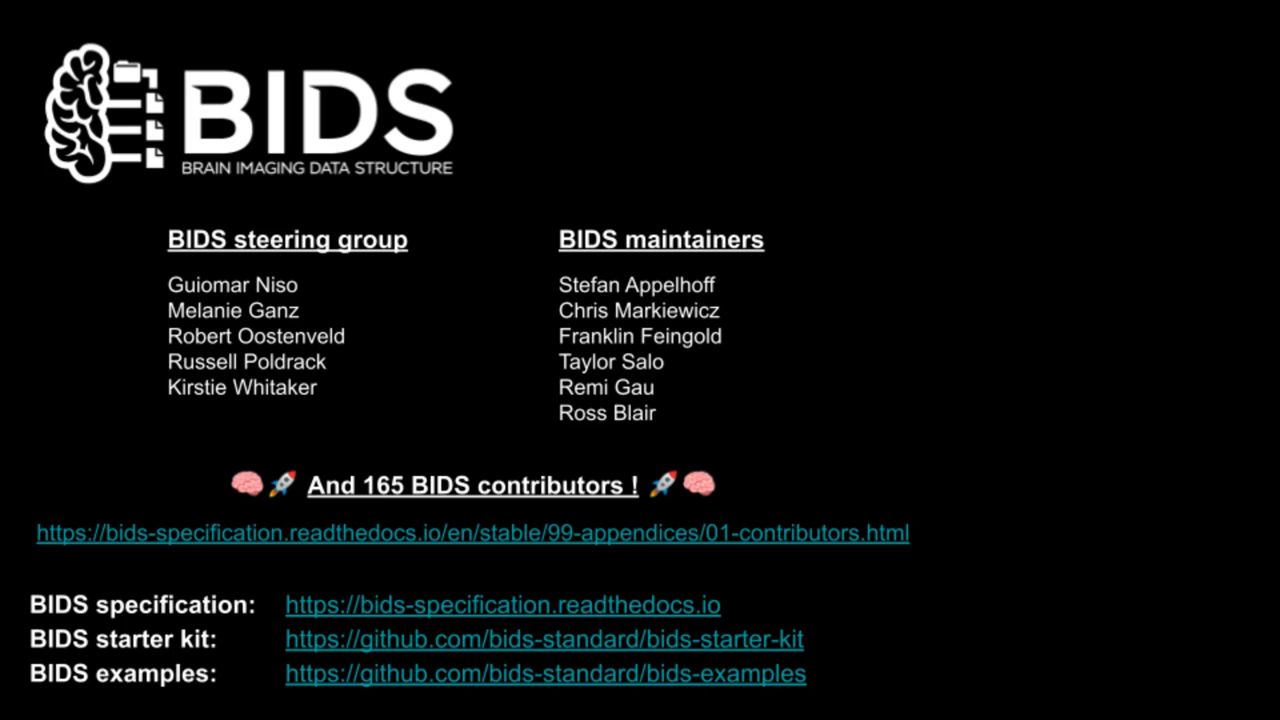 BIDS
BRAIN IMAGING DATA STRUCTURE
BIDS steering group
Guiomar Niso
Melanie Ganz
Robert Oostenveld
Russell Poldrack
Kirstie Whitaker
BIDS maintainers
Stefan Appelhoff
Chris Markiewicz
Franklin Feingold
Taylor Salo
Remi Gau
Ross Blair
🧠🚀 And 165 BIDS contributors ! 🚀🧠
https://bids-specification.readthedocs.io/en/stable/99-appendices/01-contributors.html
BIDS specification: https://bids-specification.readthedocs.io
BIDS starter kit: https://github.com/bids-standard/bids-starter-kit
BIDS examples: https://github.com/bids-standard/bids-examples